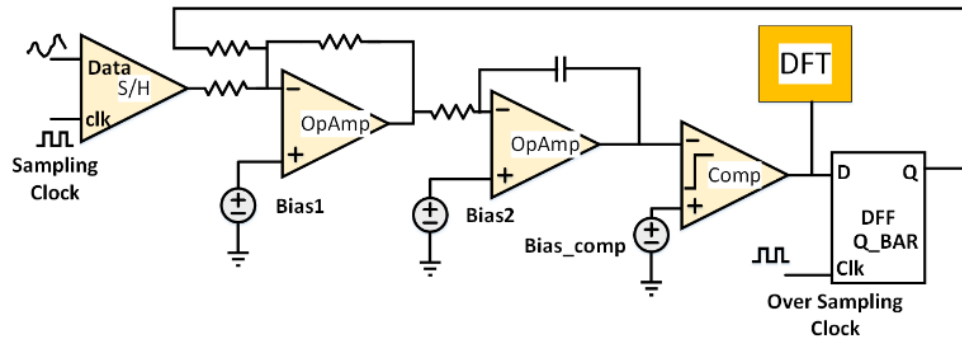 Data
S/H
clk
Sampling
Clock
OpAmp
Bias1
OpAmp
Bias2
Comp
Bias_comp
DFT
D
Q
DFF
Q_BAR
Clk
Over Sampling
Clock